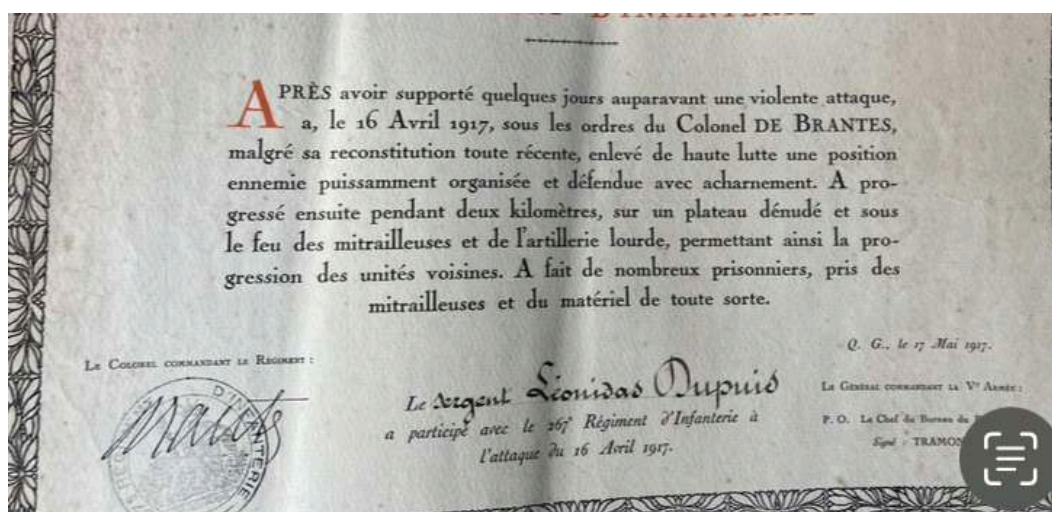 D'INFANTERIE
APRÈS avoir supporté quelques jours auparavant une violente attaque,
a, le 16 Avril 1917, sous les ordres du Colonel DE BRANTES,
malgré sa reconstitution toute récente, enlevé de haute lutte une position
ennemie puissamment organisée et défendue avec acharnement. A pro-
gressé ensuite pendant deux kilomètres, sur un plateau dénudé et sous
le feu des mitrailleuses et de l'artillerie lourde, permettant ainsi la pro-
gression des unités voisines. A fait de nombreux prisonniers, pris des
mitrailleuses et du matériel de toute sorte.
Q. G., le 17 Mai 1917.
Le Colonel commandant le Régiment :
Le Sergent Léonidas Dupuis
a participé avec le 267e Régiment d'Infanterie à
l'attaque du 16 Avril 1917.
Le Général commandant la Ve Armée :
P. O. Le Chef du Bureau du
Signé : TRAMON
D'INFANTERIE